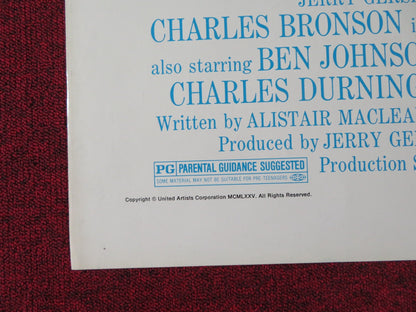 CHARLES BRONSON
also starring BEN JOHNSO
CHARLES DURNING
Written by ALISTAIR MACLEA
Produced by JERRY GE
PG PARENTAL GUIDANCE SUGGESTED
SOME MATERIAL MAY NOT BE SUITABLE FOR PRE-TEENAGERS
Production S
Copyright © United Artists Corporation MCMLXXV. All Rights Reserved.